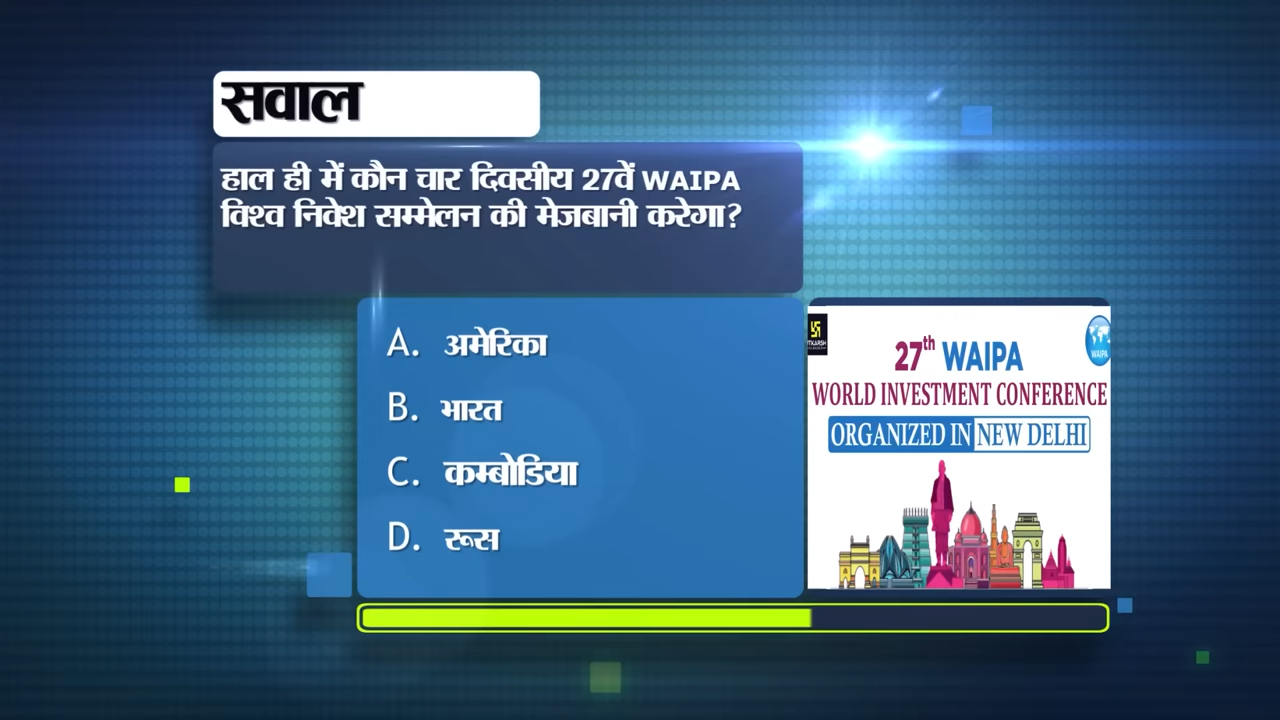 सवाल
हाल ही में कौन चार दिवसीय 27वें WAIPA
विश्व निवेश सम्मेलन की मेजबानी करेगा?
A. अमेरिका
B. भारत
C. कम्बोडिया
D. रूस
27th WAIPA
WORLD INVESTMENT CONFERENCE
ORGANIZED IN NEW DELHI
WAIPA